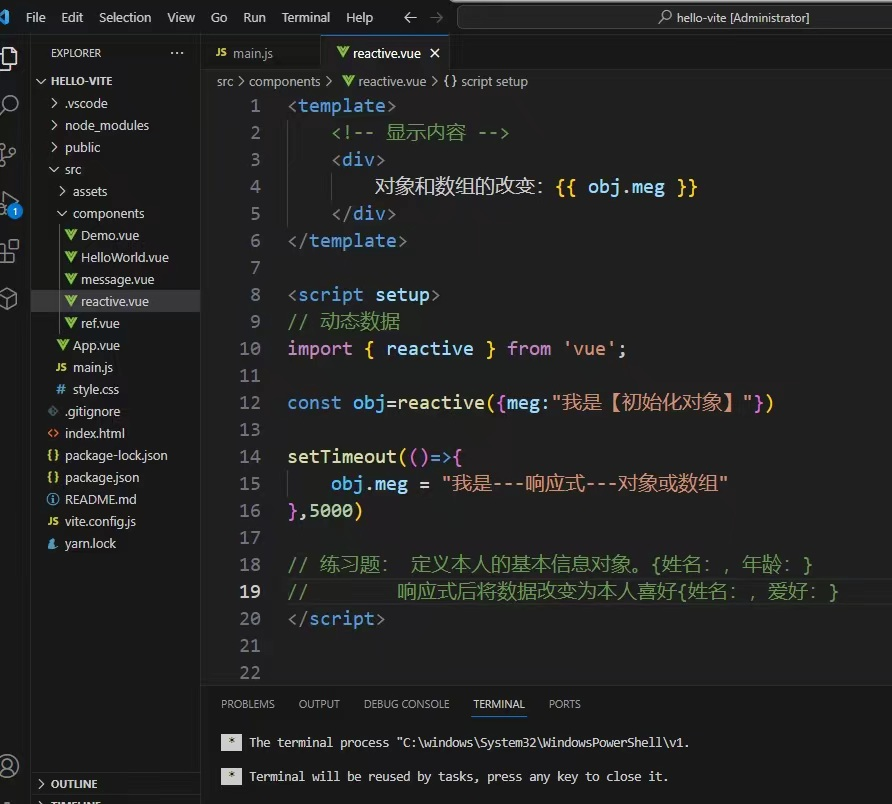 File Edit Selection View Go Run Terminal Help
hello-vite [Administrator]
EXPLORER ···
HELLO-VITE
.vscode
node_modules
public
src
assets
components
Demo.vue
HelloWorld.vue
message.vue
reactive.vue
ref.vue
App.vue
JS main.js
# style.css
.gitignore
<> index.html
{} package-lock.json
{} package.json
README.md
JS vite.config.js
yarn.lock
OUTLINE
1
JS main.js reactive.vue ×
src > components > reactive.vue > {} script setup
1 <template>
2 <!-- 显示内容 -->
3 <div>
4 对象和数组的改变：{{ obj.meg }}
5 </div>
6 </template>
7
8 <script setup>
9 // 动态数据
10 import { reactive } from 'vue';
11
12 const obj=reactive({meg:"我是【初始化对象】"})
13
14 setTimeout(()=>{
15 obj.meg = "我是---响应式---对象或数组"
16 },5000)
17
18 // 练习题： 定义本人的基本信息对象。{姓名：，年龄：}
19 // 响应式后将数据改变为本人喜好{姓名：，爱好：}
20 </script>
21
22
PROBLEMS OUTPUT DEBUG CONSOLE TERMINAL PORTS
* The terminal process "C:\windows\System32\WindowsPowerShell\v1.
* Terminal will be reused by tasks, press any key to close it.